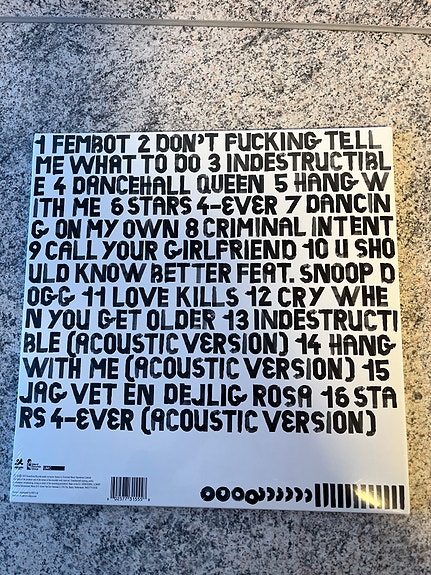 1 FEMBOT 2 DON'T FUCKING TELL
ME WHAT TO DO 3 INDESTRUCTIBL
E 4 DANCEHALL QUEEN 5 HANG W
ITH ME 6 STARS 4-EVER 7 DANCIN
G ON MY OWN 8 CRIMINAL INTENT
9 CALL YOUR GIRLFRIEND 10 U SHO
ULD KNOW BETTER FEAT. SNOOP D
OGG 11 LOVE KILLS 12 CRY WHE
N YOU GET OLDER 13 INDESTRUCTI
BLE (ACOUSTIC VERSION) 14 HANG
WITH ME (ACOUSTIC VERSION) 15
JAG VET EN DEJLIG ROSA 16 STA
RS 4-EVER (ACOUSTIC VERSION)